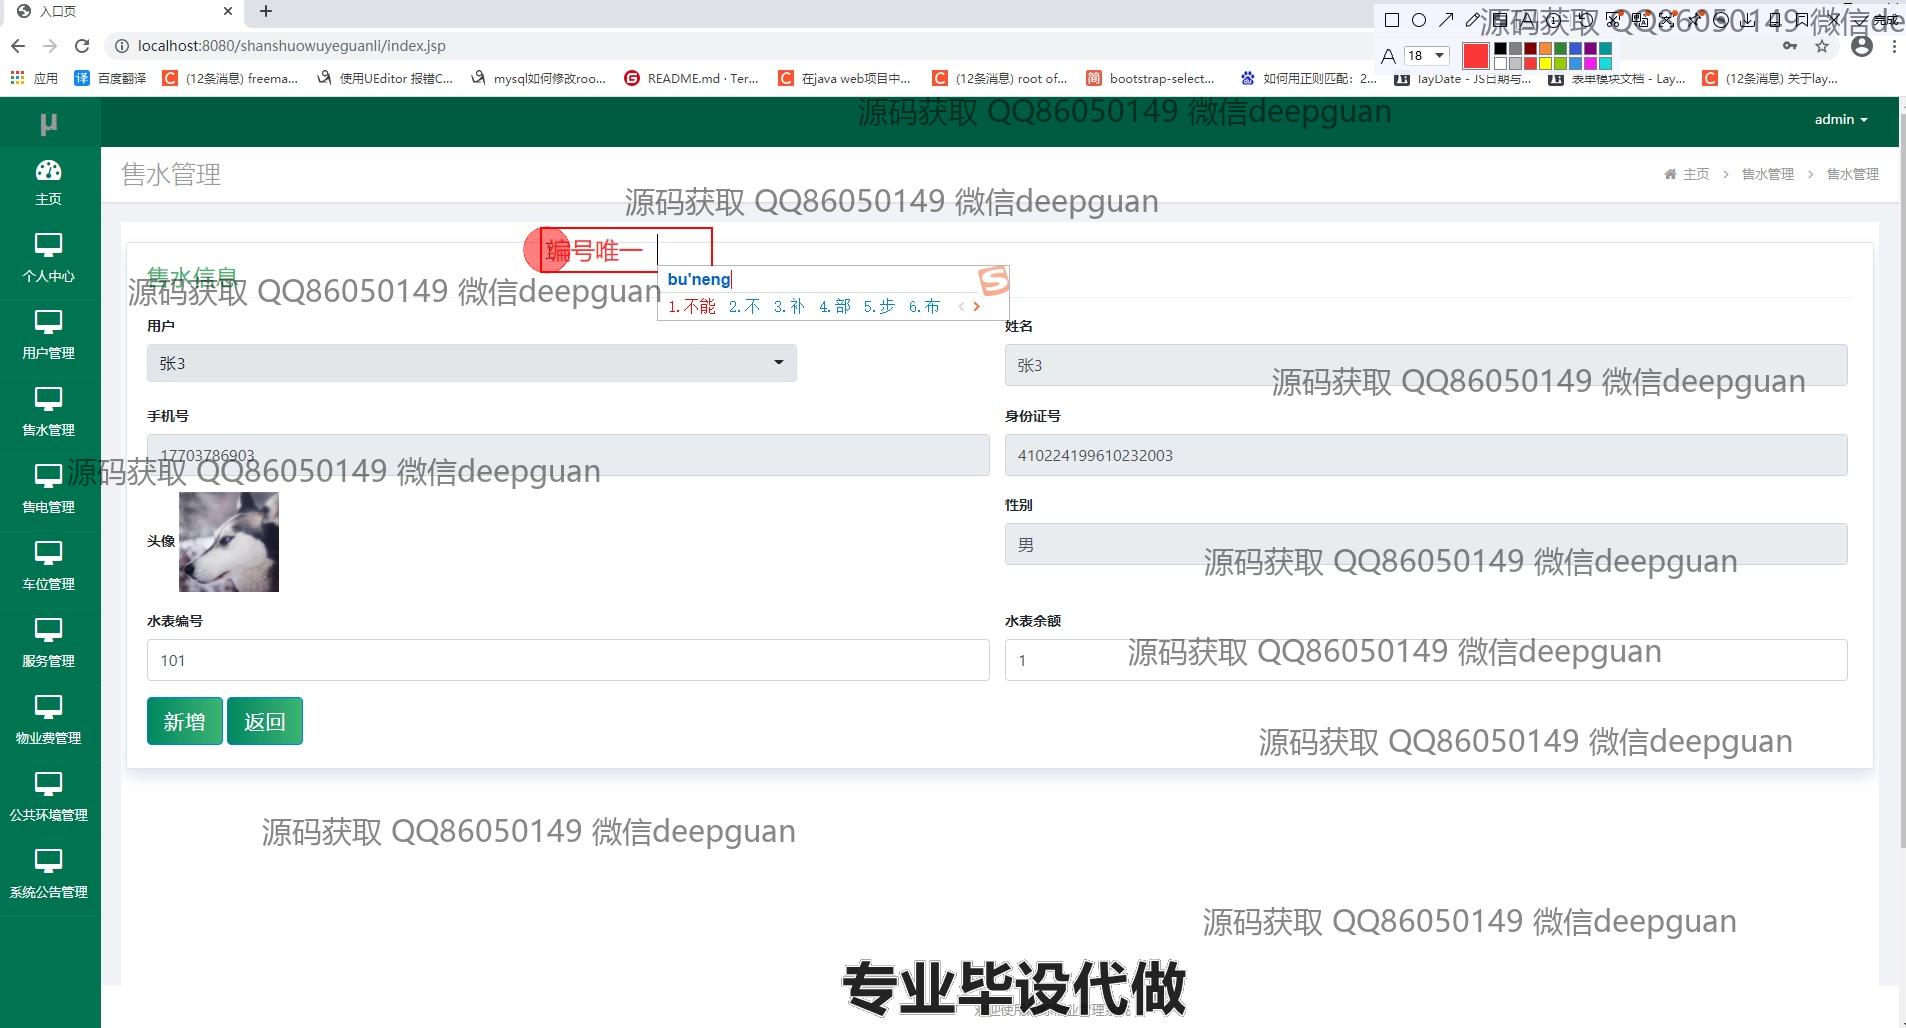 入口页
localhost:8080/shanshuowuyeguanli/index.jsp
18
完成
应用
百度翻译
(12条消息) freema...
使用UEditor 报错C...
mysql如何修改roo...
README.md · Ter...
在java web项目中...
(12条消息) root of...
bootstrap-select...
如何用正则匹配：2...
layDate - JS日期与...
表单模块文档 - Lay...
(12条消息) 关于lay...
源码获取 QQ86050149 微信deepguan
μ
源码获取 QQ86050149 微信deepguan
admin
售水管理
主页 > 售水管理 > 售水管理
源码获取 QQ86050149 微信deepguan
主页
个人中心
用户管理
售水管理
售电管理
车位管理
服务管理
物业费管理
公共环境管理
系统公告管理
编号唯一
bu'neng
1.不能 2.不 3.补 4.部 5.步 6.布
售水信息
源码获取 QQ86050149 微信deepguan
用户
张3
姓名
张3
源码获取 QQ86050149 微信deepguan
手机号
17703786903
身份证号
410224199610232003
源码获取 QQ86050149 微信deepguan
头像
性别
男
源码获取 QQ86050149 微信deepguan
水表编号
101
水表余额
1
源码获取 QQ86050149 微信deepguan
新增
返回
源码获取 QQ86050149 微信deepguan
源码获取 QQ86050149 微信deepguan
源码获取 QQ86050149 微信deepguan
专业毕设代做